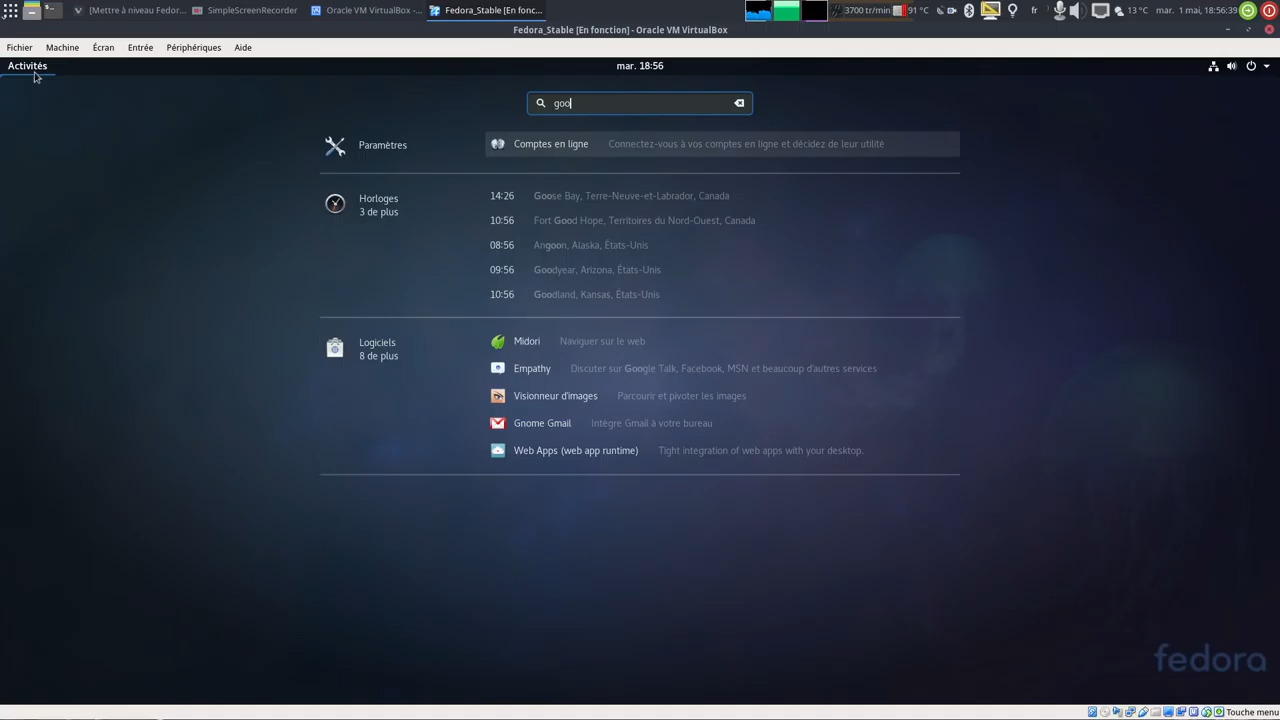 [Mettre à niveau Fedor...
SimpleScreenRecorder
Oracle VM VirtualBox -...
Fedora_Stable [En fonc...
3700 tr/min
91 °C
fr
13 °C
mar. 1 mai, 18:56:39
Fedora_Stable [En fonction] - Oracle VM VirtualBox
Fichier Machine Écran Entrée Périphériques Aide
Activités
mar. 18:56
goo
Paramètres
Comptes en ligne Connectez-vous à vos comptes en ligne et décidez de leur utilité
Horloges
3 de plus
14:26 Goose Bay, Terre-Neuve-et-Labrador, Canada
10:56 Fort Good Hope, Territoires du Nord-Ouest, Canada
08:56 Angoon, Alaska, États-Unis
09:56 Goodyear, Arizona, États-Unis
10:56 Goodland, Kansas, États-Unis
Logiciels
8 de plus
Midori Naviguer sur le web
Empathy Discuter sur Google Talk, Facebook, MSN et beaucoup d'autres services
Visionneur d'images Parcourir et pivoter les images
Gnome Gmail Intègre Gmail à votre bureau
Web Apps (web app runtime) Tight integration of web apps with your desktop.
fedora
Touche menu